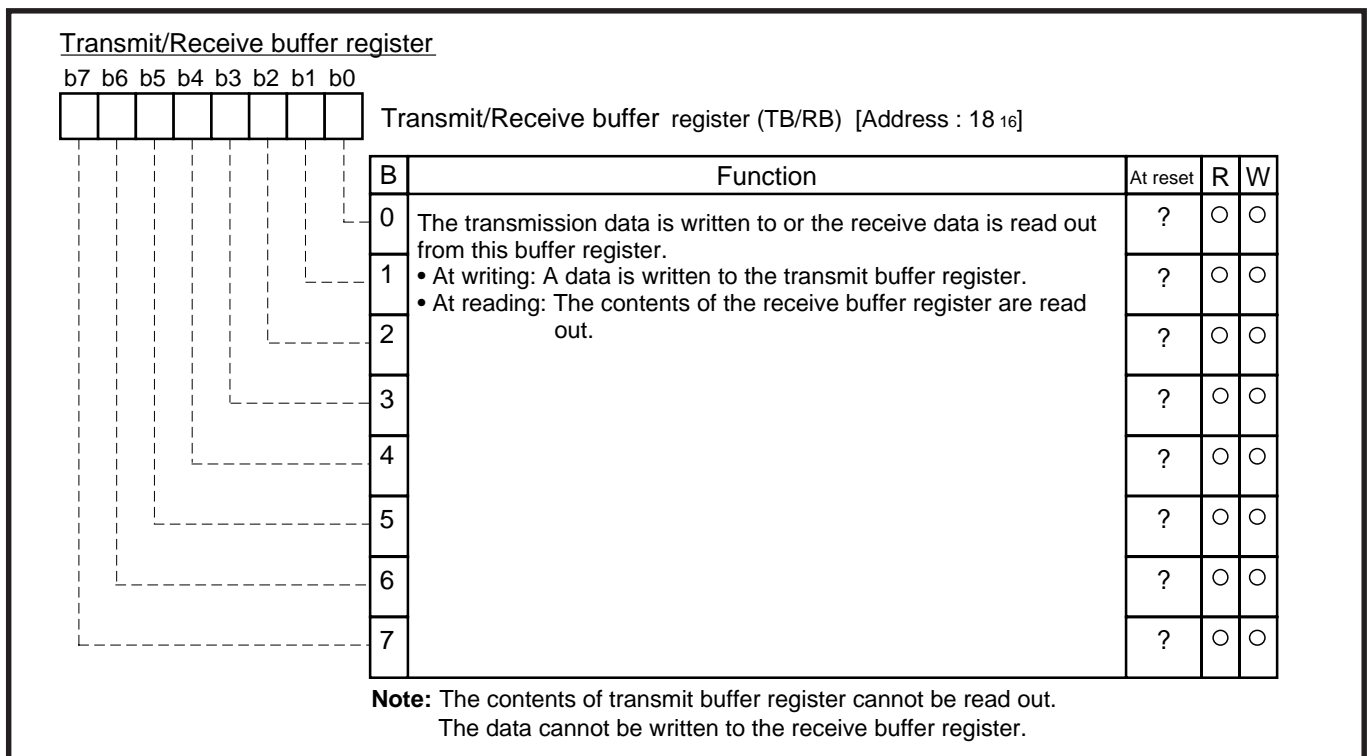 Transmit/Receive buffer register
b7 b6 b5 b4 b3 b2 b1 b0
Transmit/Receive buffer register (TB/RB) [Address : 18 16]
B Function At reset R W
0 The transmission data is written to or the receive data is read out ? ○ ○
from this buffer register.
1 • At writing: A data is written to the transmit buffer register. ? ○ ○
• At reading: The contents of the receive buffer register are read
out.
2 ? ○ ○
3 ? ○ ○
4 ? ○ ○
5 ? ○ ○
6 ? ○ ○
7 ? ○ ○
Note: The contents of transmit buffer register cannot be read out.
The data cannot be written to the receive buffer register.